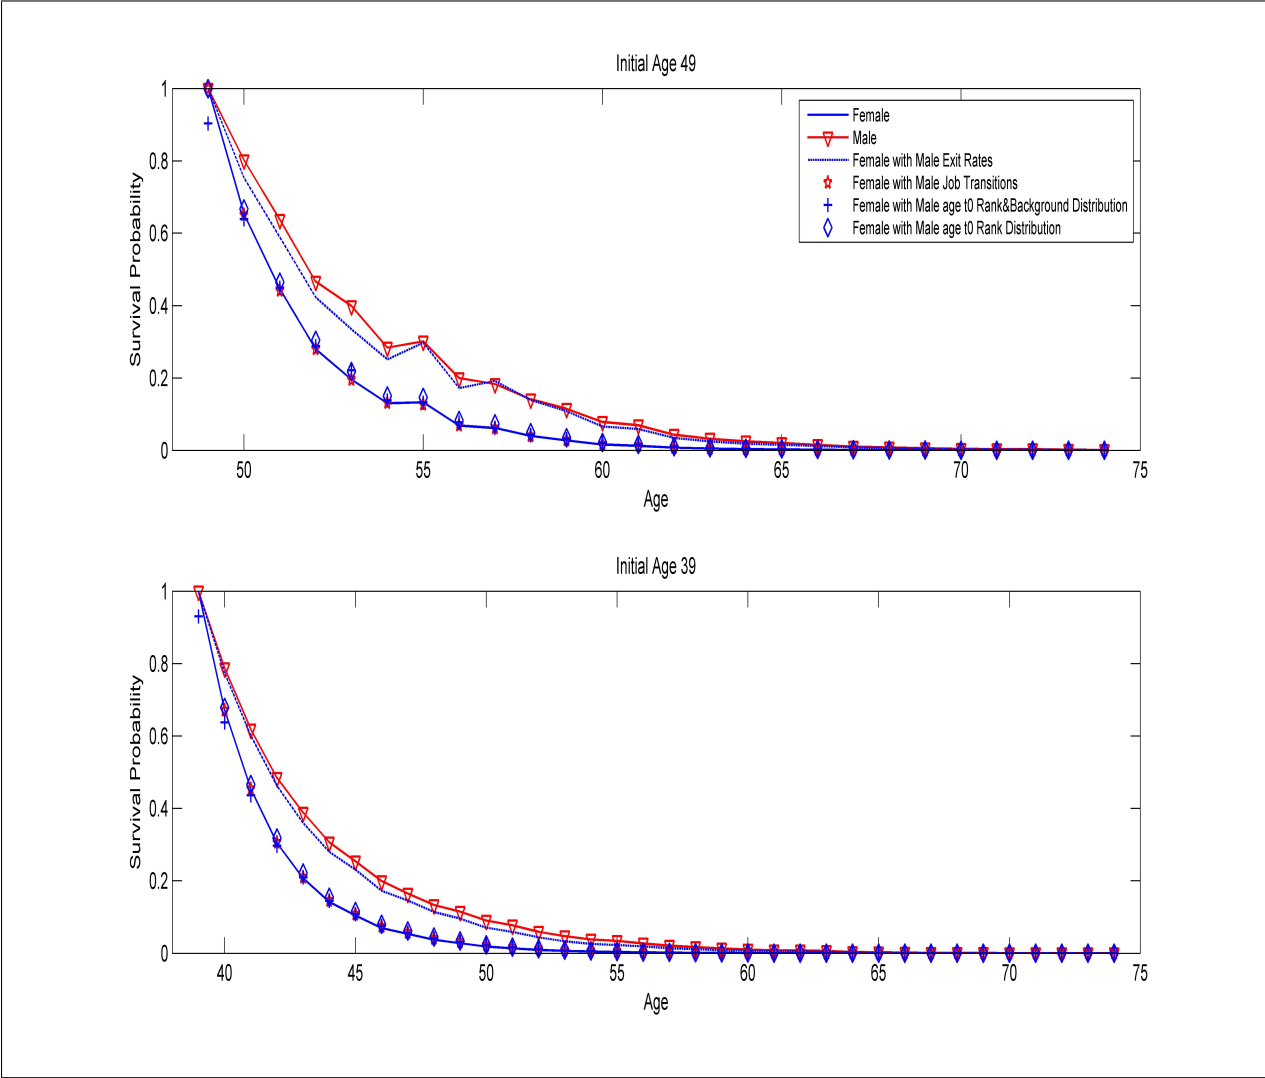 Initial Age 49
1
0.8
0.6
0.4
0.2
0
Survival Probability
Female
Male
Female with Male Exit Rates
Female with Male Job Transitions
Female with Male age t0 Rank&Background Distribution
Female with Male age t0 Rank Distribution
50 55 60 65 70 75
Age
Initial Age 39
1
0.8
0.6
0.4
0.2
0
Survival Probability
40 45 50 55 60 65 70 75
Age